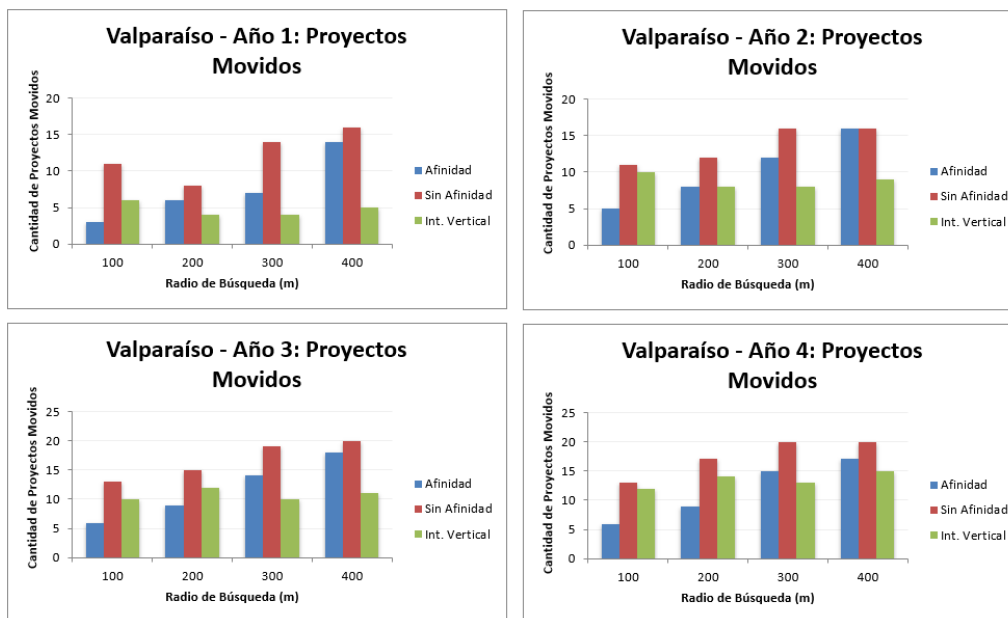 Valparaíso - Año 1: Proyectos
Movidos
Cantidad de Proyectos Movidos
20
15
10
5
0
100 200 300 400
Radio de Búsqueda (m)
Afinidad
Sin Afinidad
Int. Vertical
Valparaíso - Año 2: Proyectos
Movidos
Cantidad de Proyectos Movidos
20
15
10
5
0
100 200 300 400
Radio de Búsqueda (m)
Afinidad
Sin Afinidad
Int. Vertical
Valparaíso - Año 3: Proyectos
Movidos
Cantidad de Proyectos Movidos
25
20
15
10
5
0
100 200 300 400
Radio de Búsqueda (m)
Afinidad
Sin Afinidad
Int. Vertical
Valparaíso - Año 4: Proyectos
Movidos
Cantidad de Proyectos Movidos
25
20
15
10
5
0
100 200 300 400
Radio de Búsqueda (m)
Afinidad
Sin Afinidad
Int. Vertical